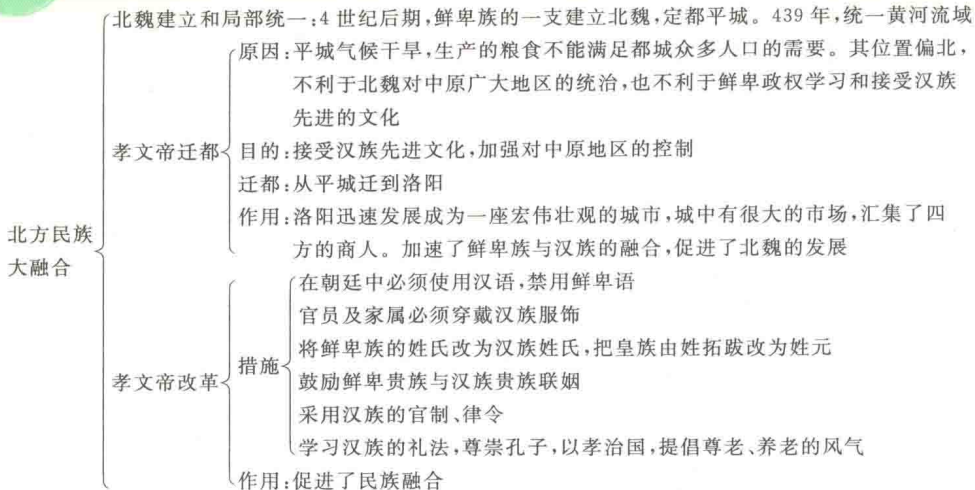 北魏建立和局部统一:4世纪后期,鲜卑族的一支建立北魏,定都平城。439年,统一黄河流域
原因:平城气候干旱,生产的粮食不能满足都城众多人口的需要。其位置偏北,
不利于北魏对中原广大地区的统治,也不利于鲜卑政权学习和接受汉族
先进的文化
孝文帝迁都
目的:接受汉族先进文化,加强对中原地区的控制
迁都:从平城迁到洛阳
作用:洛阳迅速发展成为一座宏伟壮观的城市,城中有很大的市场,汇集了四
方的商人。加速了鲜卑族与汉族的融合,促进了北魏的发展
北方民族
大融合
在朝廷中必须使用汉语,禁用鲜卑语
官员及家属必须穿戴汉族服饰
将鲜卑族的姓氏改为汉族姓氏,把皇族由姓拓跋改为姓元
措施
孝文帝改革
鼓励鲜卑贵族与汉族贵族联姻
采用汉族的官制、律令
学习汉族的礼法,尊崇孔子,以孝治国,提倡尊老、养老的风气
作用:促进了民族融合